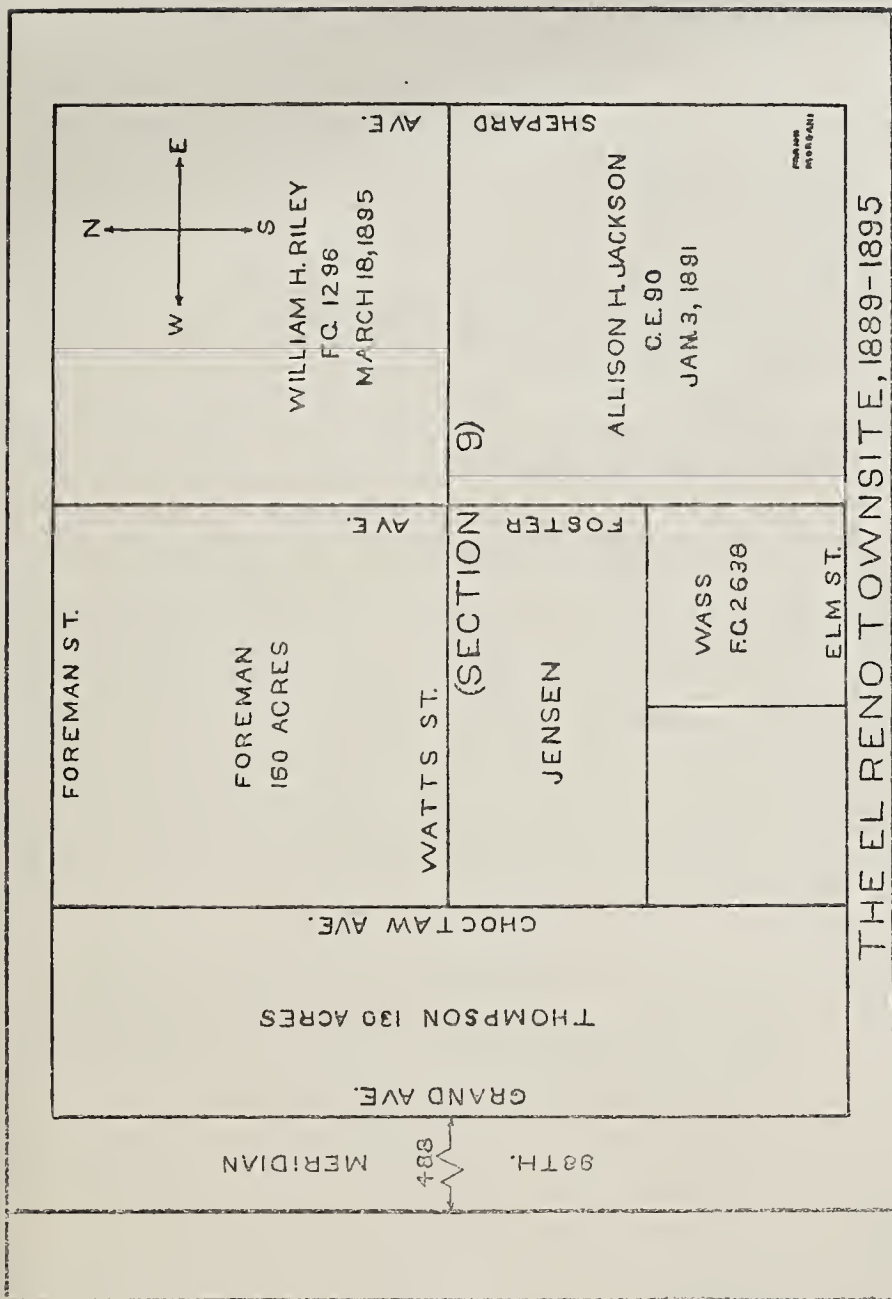 FOREMAN ST.
N
W
E
S
FOREMAN
160 ACRES
WILLIAM H. RILEY
F.C. 1296
MARCH 18, 1895
WATTS ST.
AVE.
AVE.
(SECTION 9)
98TH. MERIDIAN
488
GRAND AVE.
THOMPSON 130 ACRES
CHOCTAW AVE.
JENSEN
FOSTER
SHEPARD
ALLISON H. JACKSON
C.E. 90
JAN. 3, 1891
WASS
F.C. 2638
ELM ST.
THE EL RENO TOWNSITE, 1889-1895